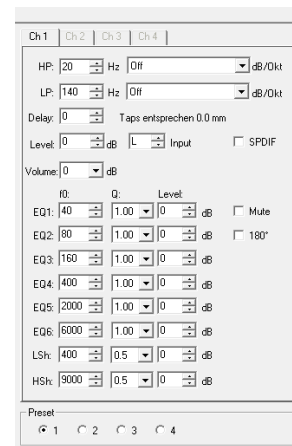 Ch 1 Ch 2 Ch 3 Ch 4
HP: 20 Hz Off dB/Okt
LP: 140 Hz Off dB/Okt
Delay: 0 Taps entsprechen 0.0 mm
Level: 0 dB L Input SPDIF
Volume: 0 dB
f0: Q: Level:
EQ1: 40 1.00 0 dB Mute
EQ2: 80 1.00 0 dB 180°
EQ3: 160 1.00 0 dB
EQ4: 400 1.00 0 dB
EQ5: 2000 1.00 0 dB
EQ6: 6000 1.00 0 dB
LSh: 400 0.5 0 dB
HSh: 9000 0.5 0 dB
Preset
1 2 3 4